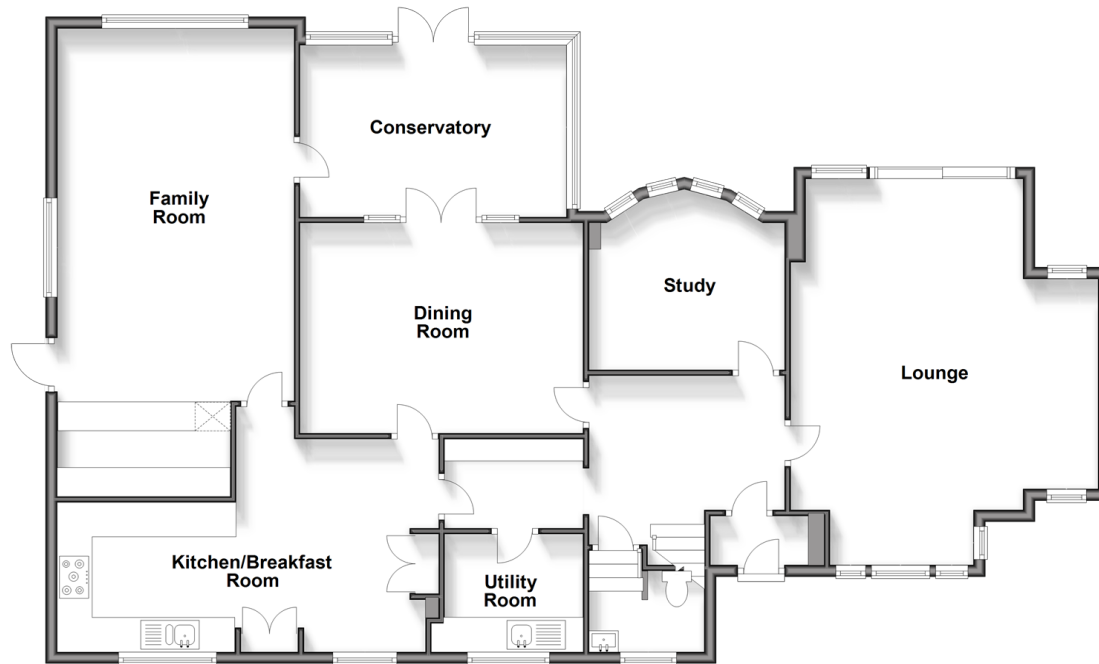 Conservatory
Family
Room
Study
Dining
Room
Lounge
Kitchen/Breakfast
Room
Utility
Room